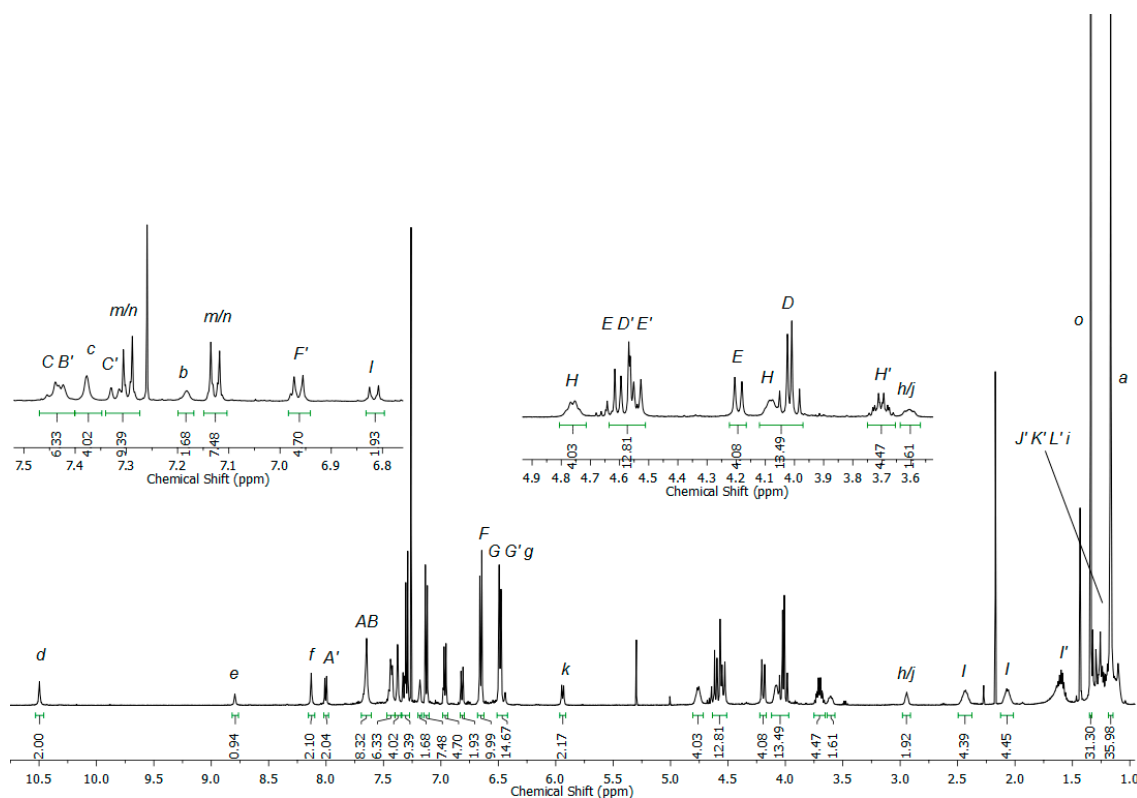 m/n m/n
C B' c C' b F' l
6.33 4.02 9.39 1.68 7.48 4.70 1.93
7.5 7.4 7.3 7.2 7.1 7.0 6.9 6.8
Chemical Shift (ppm)
H E D' E' E H D H' h/j
4.03 12.81 4.08 13.49 4.47 1.61
4.9 4.8 4.7 4.6 4.5 4.4 4.3 4.2 4.1 4.0 3.9 3.8 3.7 3.6
Chemical Shift (ppm)
o
a
J' K' L' i
F
G G' g
d e f A' AB k h/j I I I'
2.00 0.94 2.10 2.04 8.32 6.33 4.02 9.39 1.68 7.48 4.70 1.93 9.99 14.67 2.17 4.03 12.81 4.08 13.49 4.47 1.61 1.92 4.39 4.45 31.30 35.98
10.5 10.0 9.5 9.0 8.5 8.0 7.5 7.0 6.5 6.0 5.5 5.0 4.5 4.0 3.5 3.0 2.5 2.0 1.5 1.0
Chemical Shift (ppm)